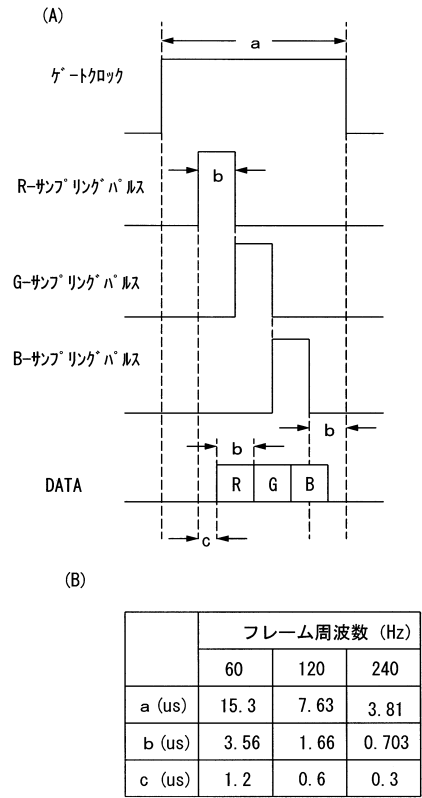 (A)
a
ｹﾞｰﾄｸﾛｯｸ
b
R-ｻﾝﾌﾟﾘﾝｸﾞﾊﾟﾙｽ
G-ｻﾝﾌﾟﾘﾝｸﾞﾊﾟﾙｽ
B-ｻﾝﾌﾟﾘﾝｸﾞﾊﾟﾙｽ
b
b
DATA R G B
c
(B)
フレーム周波数 (Hz)
60 120 240
a (us) 15.3 7.63 3.81
b (us) 3.56 1.66 0.703
c (us) 1.2 0.6 0.3